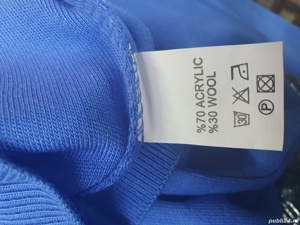 %70 ACRYLIC
%30 WOOL
30
P
publi24.ro